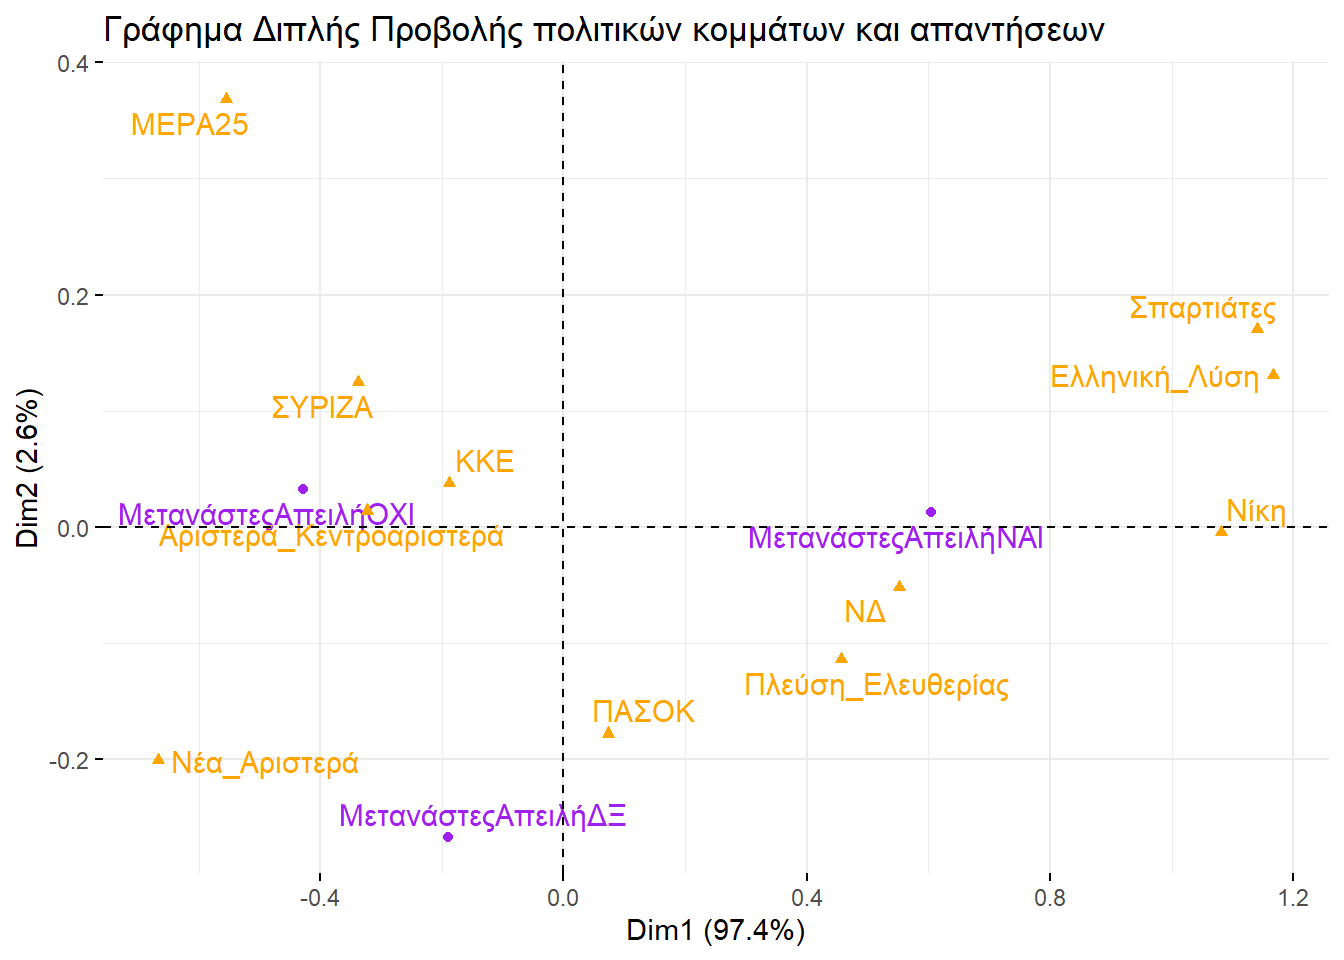 Γράφημα Διπλής Προβολής πολιτικών κομμάτων και απαντήσεων
0.4
ΜΕΡΑ25
0.2
Σπαρτιάτες
Ελληνική_Λύση
ΣΥΡΙΖΑ
ΚΚΕ
ΜετανάστεςΑπειλήΟΧΙ
Νίκη
0.0
Αριστερά_Κεντροαριστερά
ΜετανάστεςΑπειλήΝΑΙ
ΝΔ
Πλεύση_Ελευθερίας
ΠΑΣΟΚ
-0.2
Νέα_Αριστερά
ΜετανάστεςΑπειλήΔΞ
Dim2 (2.6%)
-0.4 0.0 0.4 0.8 1.2
Dim1 (97.4%)